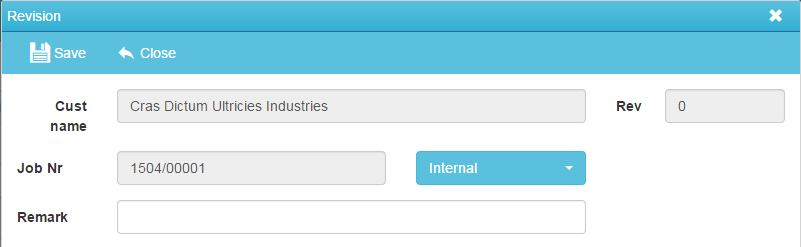 Revision
Save Close
Cust name Cras Dictum Ultricies Industries Rev 0
Job Nr 1504/00001 Internal
Remark